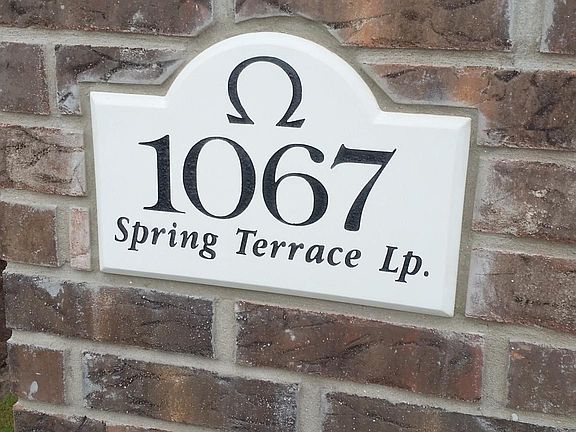 Ω
1067
Spring Terrace Lp.